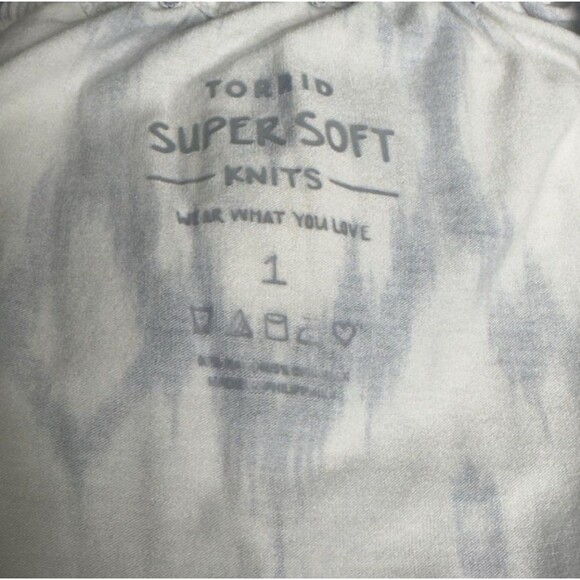 TORRID
SUPER SOFT
KNITS
WEAR WHAT YOU LOVE
1